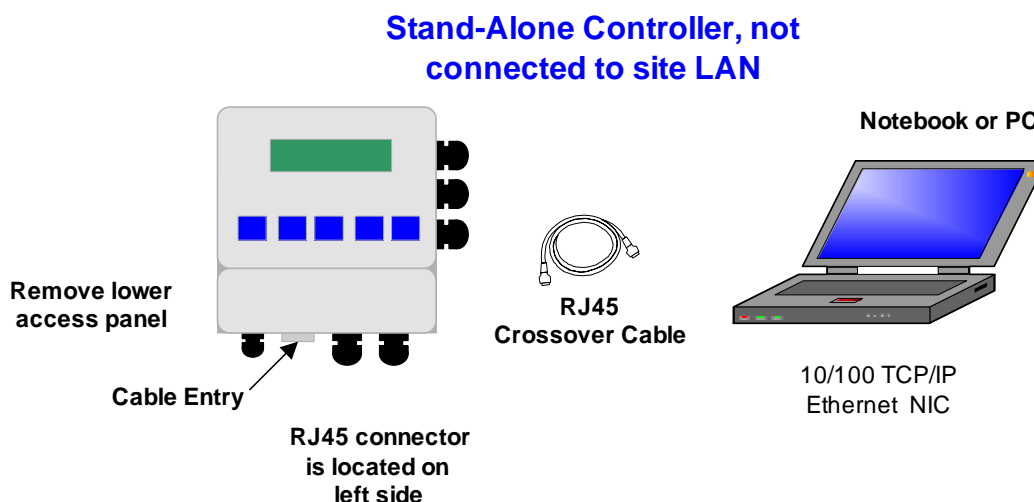 Stand-Alone Controller, not
connected to site LAN
Notebook or PC
Remove lower
access panel
RJ45
Crossover Cable
10/100 TCP/IP
Ethernet NIC
Cable Entry
RJ45 connector
is located on
left side